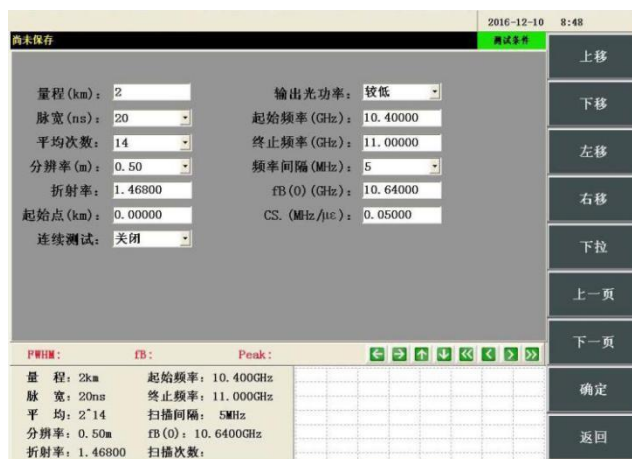 2016-12-10 8:48
尚未保存 测试条件
量程(km): 2 输出光功率: 较低
脉宽(ns): 20 起始频率(GHz): 10.40000
平均次数: 14 终止频率(GHz): 11.00000
分辨率(m): 0.50 频率间隔(MHz): 5
折射率: 1.46800 fB(0)(GHz): 10.64000
起始点(km): 0.00000 CS.(MHz/με): 0.05000
连续测试: 关闭
上移
下移
左移
右移
下拉
上一页
下一页
确定
返回
FWHM: fB: Peak:
量 程: 2km 起始频率: 10.400GHz
脉 宽: 20ns 终止频率: 11.000GHz
平 均: 2^14 扫描间隔: 5MHz
分辨率: 0.50m fB(0): 10.6400GHz
折射率: 1.46800 扫描次数: